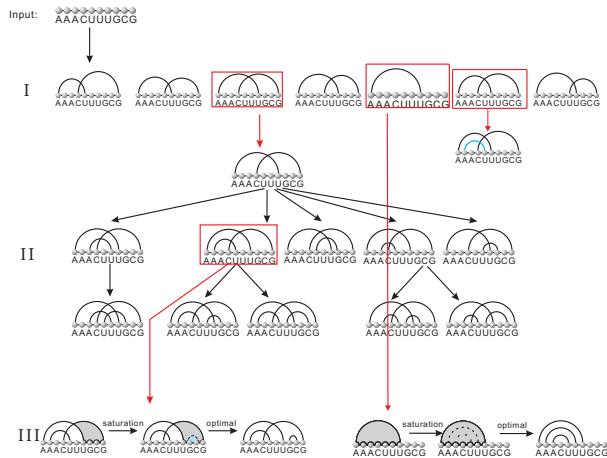 Input:
AAACUUUGCG
I
AAACUUUGCG AAACUUUGCG AAACUUUGCG AAACUUUGCG AAACUUUGCG AAACUUUGCG AAACUUUGCG
AAACUUUGCG
AAACUUUGCG
II
AAACUUUGCG AAACUUUGCG AAACUUUGCG AAACUUUGCG AAACUUUGCG
AAACUUUGCG AAACUUUGCG AAACUUUGCG AAACUUUGCG AAACUUUGCG
III
saturation optimal saturation optimal
AAACUUUGCG AAACUUUGCG AAACUUUGCG AAACUUUGCG AAACUUUGCG AAACUUUGCG